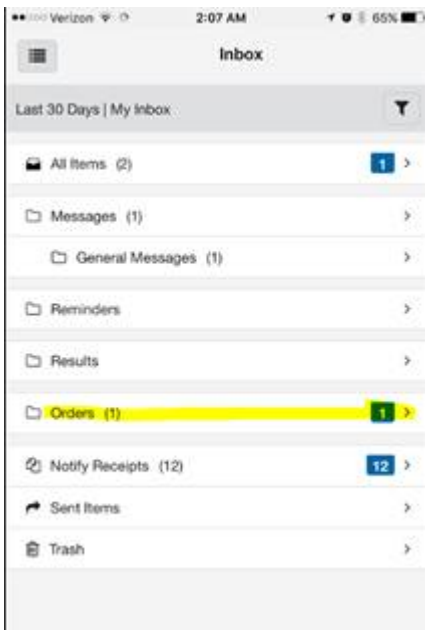 Verizon 2:07 AM 65%
Inbox
Last 30 Days | My Inbox
All Items (2) 1 >
Messages (1) >
General Messages (1) >
Reminders >
Results >
Orders (1) 1 >
Notify Receipts (12) 12 >
Sent Items >
Trash >